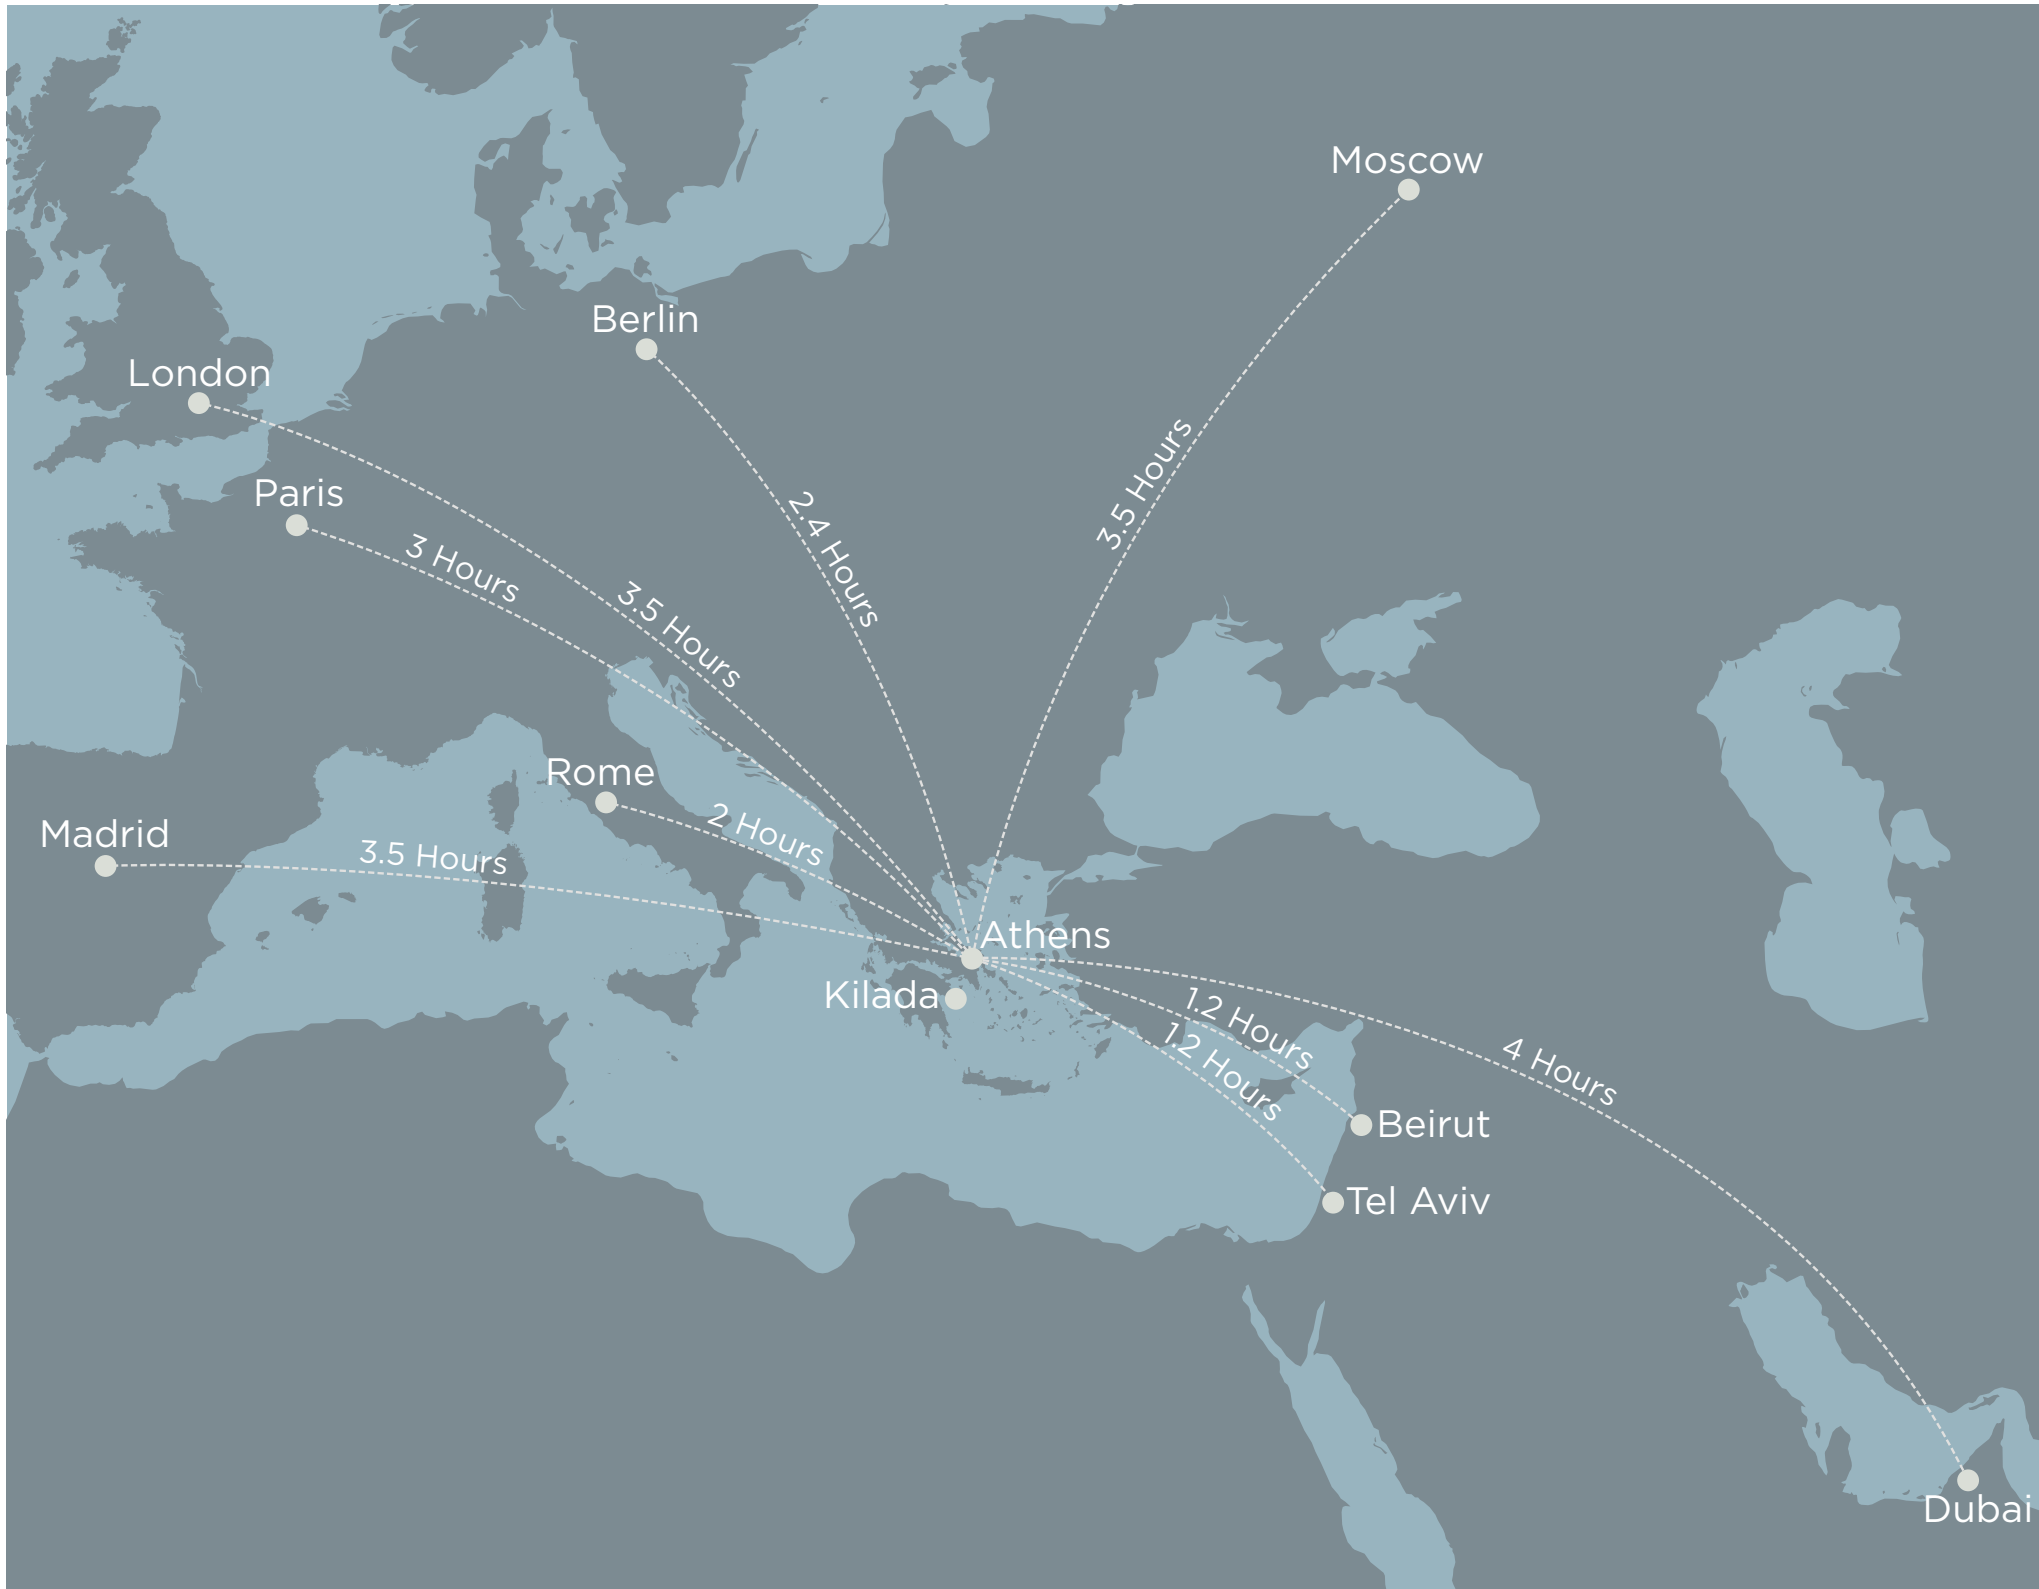 Moscow
Berlin
London
Paris
3.5 Hours
2.4 Hours
3 Hours
3.5 Hours
Rome
Madrid
2 Hours
3.5 Hours
Athens
Kilada
1.2 Hours
1.2 Hours
4 Hours
Beirut
Tel Aviv
Dubai